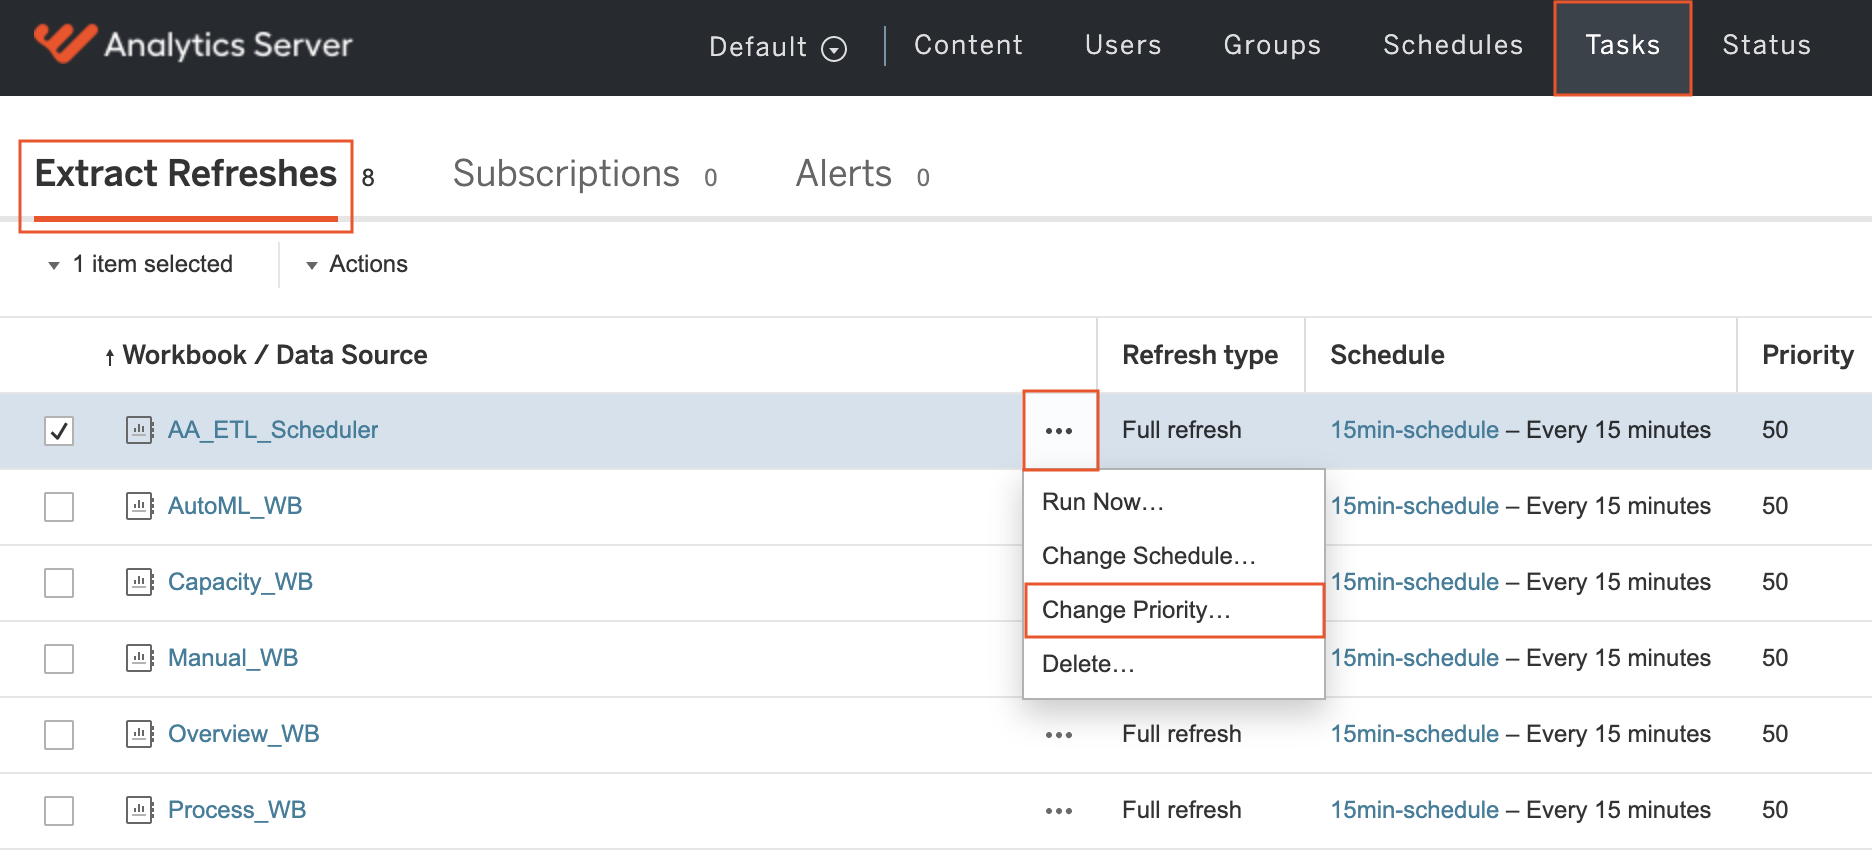 Analytics Server Default Content Users Groups Schedules Tasks Status
Extract Refreshes 8 Subscriptions 0 Alerts 0
1 item selected Actions
Workbook / Data Source Refresh type Schedule Priority
AA_ETL_Scheduler ••• Full refresh 15min-schedule – Every 15 minutes 50
Run Now…
AutoML_WB 15min-schedule – Every 15 minutes 50
Change Schedule…
Capacity_WB 15min-schedule – Every 15 minutes 50
Change Priority…
Manual_WB 15min-schedule – Every 15 minutes 50
Delete…
Overview_WB ••• Full refresh 15min-schedule – Every 15 minutes 50
Process_WB ••• Full refresh 15min-schedule – Every 15 minutes 50